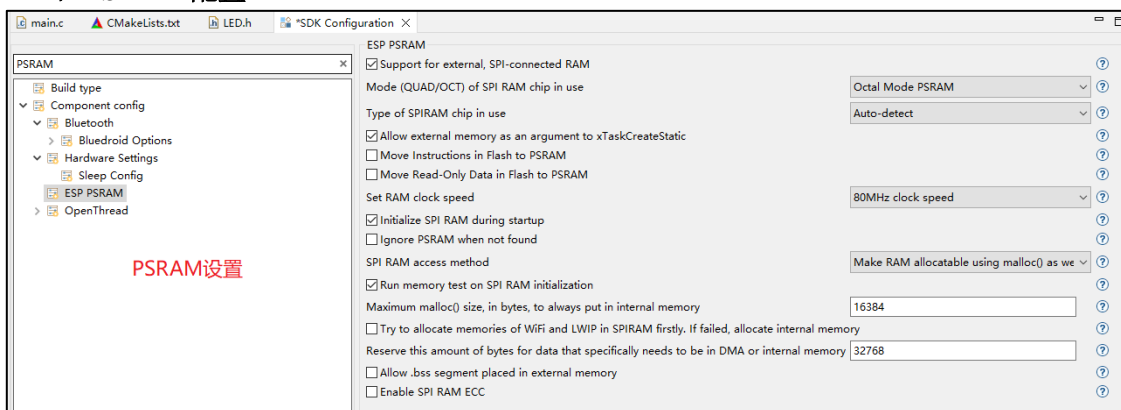 main.c CMakeLists.txt LED.h *SDK Configuration
ESP PSRAM
PSRAM
Support for external, SPI-connected RAM
Build type
Mode (QUAD/OCT) of SPI RAM chip in use Octal Mode PSRAM
Component config
Type of SPIRAM chip in use Auto-detect
Bluetooth
Allow external memory as an argument to xTaskCreateStatic
Bluedroid Options
Move Instructions in Flash to PSRAM
Hardware Settings
Move Read-Only Data in Flash to PSRAM
Sleep Config
ESP PSRAM
Set RAM clock speed 80MHz clock speed
OpenThread
Initialize SPI RAM during startup
Ignore PSRAM when not found
PSRAM设置
SPI RAM access method Make RAM allocatable using malloc() as we
Run memory test on SPI RAM initialization
Maximum malloc() size, in bytes, to always put in internal memory 16384
Try to allocate memories of WiFi and LWIP in SPIRAM firstly. If failed, allocate internal memory
Reserve this amount of bytes for data that specifically needs to be in DMA or internal memory 32768
Allow .bss segment placed in external memory
Enable SPI RAM ECC